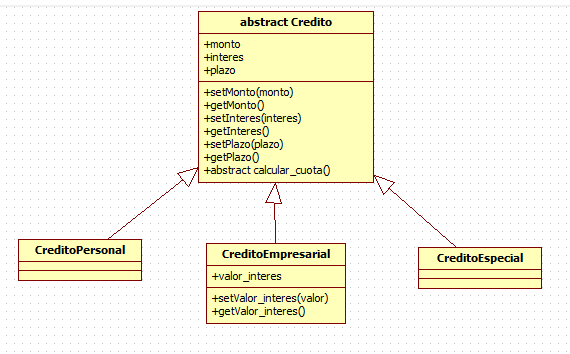 abstract Credito
+monto
+interes
+plazo
+setMonto(monto)
+getMonto()
+setInteres(interes)
+getInteres()
+setPlazo(plazo)
+getPlazo()
+abstract calcular_cuota()
CreditoPersonal
CreditoEmpresarial
+valor_interes
+setValor_interes(valor)
+getValor_interes()
CreditoEspecial